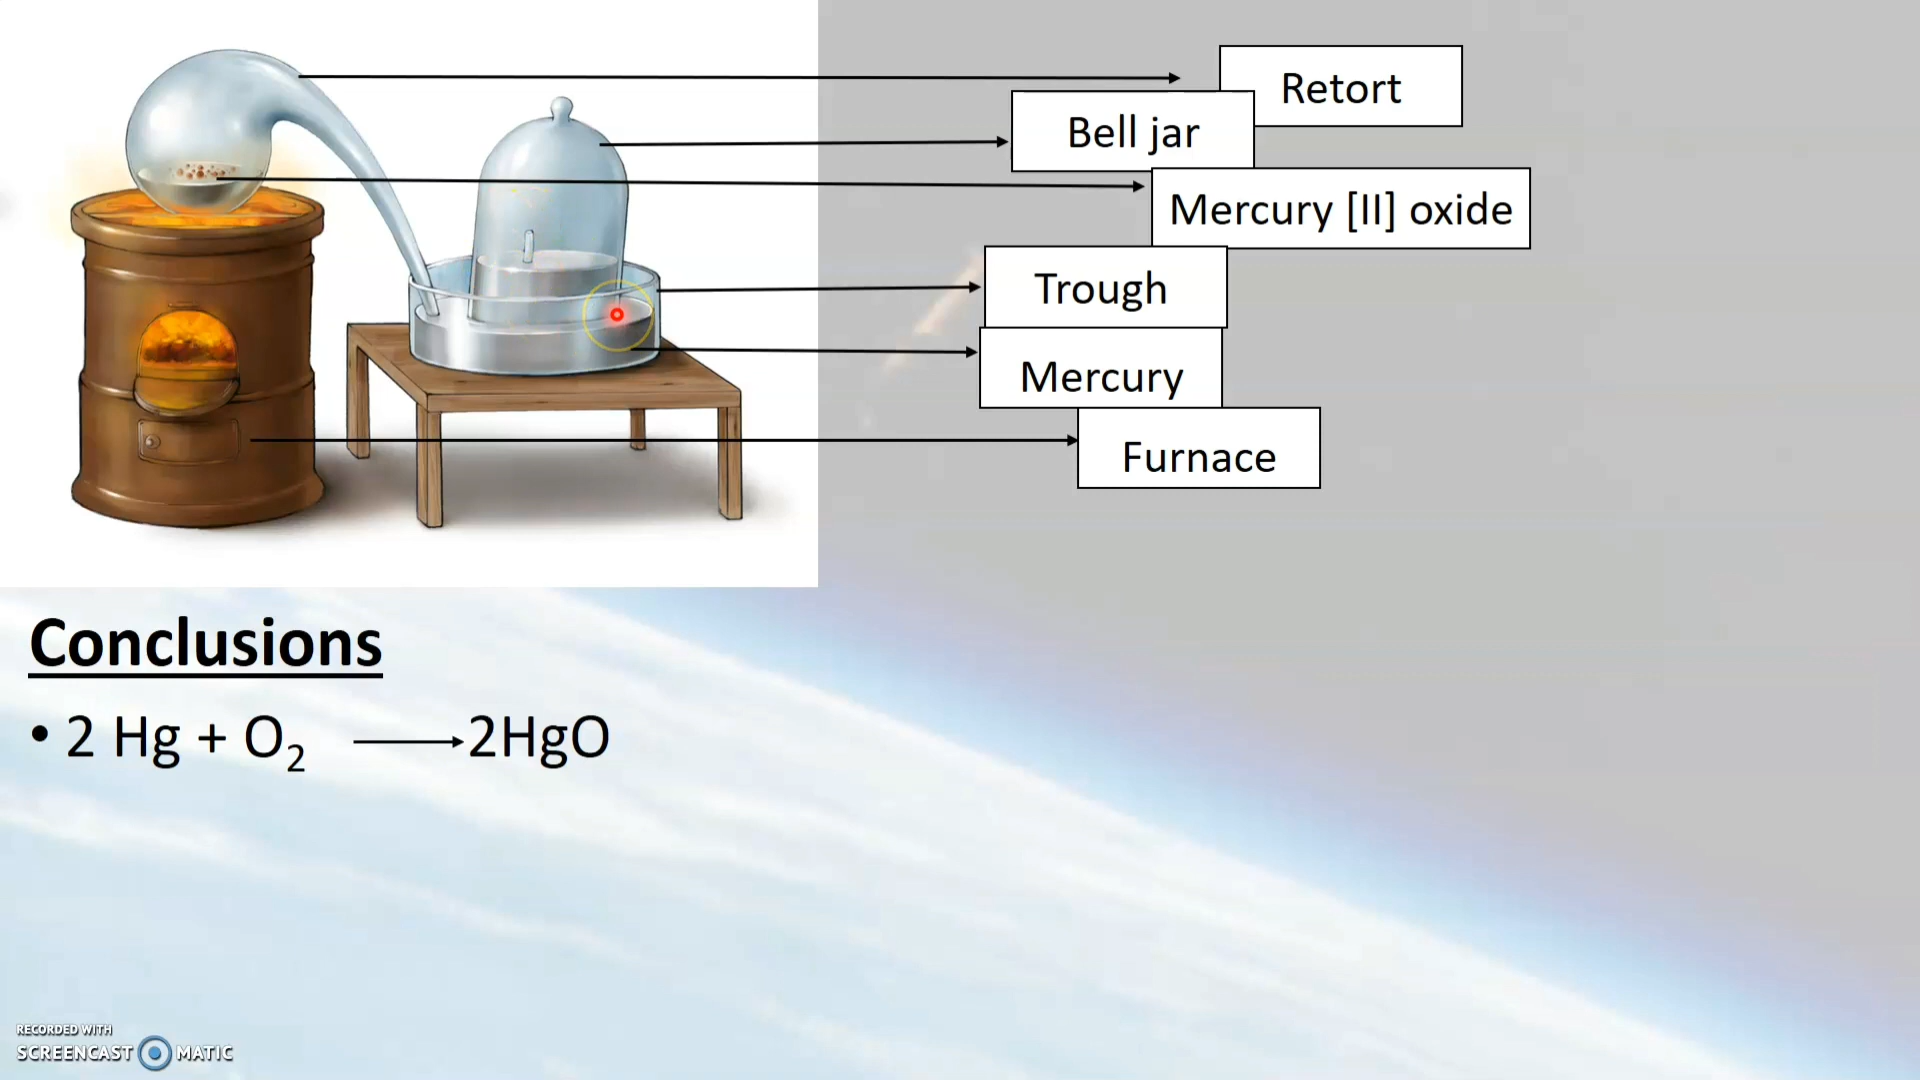 Retort
Bell jar
Mercury [II] oxide
Trough
Mercury
Furnace
Conclusions
• 2 Hg + O₂ ⟶2HgO
RECORDED WITH
SCREENCAST MATIC